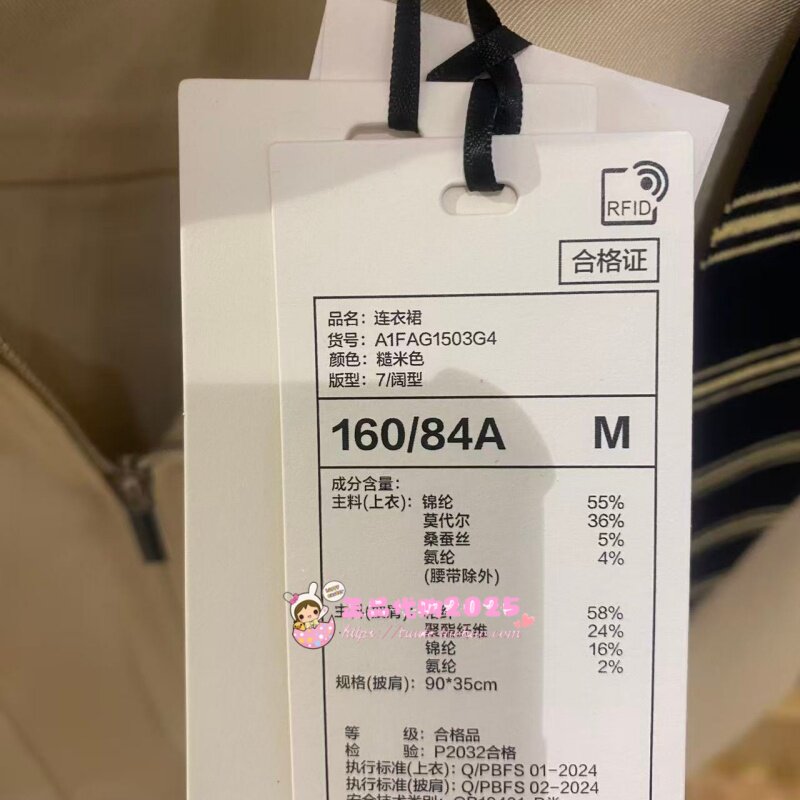 RFID
合格证
品名：连衣裙
货号：A1FAG1503G4
颜色：糙米色
版型：7/阔型
160/84A M
成分含量：
主料(上衣)：锦纶 55%
莫代尔 36%
桑蚕丝 5%
氨纶 4%
(腰带除外)
主料(披肩)： 58%
聚酯纤维 24%
锦纶 16%
氨纶 2%
规格(披肩)：90*35cm
等 级：合格品
检 验：P2032合格
执行标准(上衣)：Q/PBFS 01-2024
执行标准(披肩)：Q/PBFS 02-2024
2025